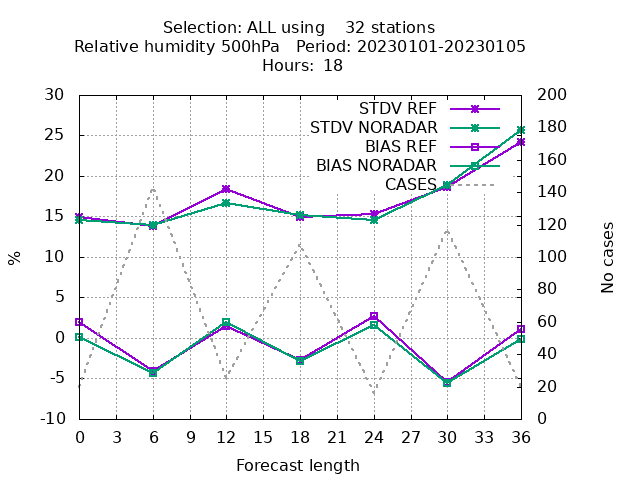 Selection: ALL using    32 stations
Relative humidity 500hPa   Period: 20230101-20230105
Hours: 18
30
25
20
15
10
5
0
-5
-10
%
STDV REF
STDV NORADAR
BIAS REF
BIAS NORADAR
CASES
200
180
160
140
120
100
80
60
40
20
0
No cases
0 3 6 9 12 15 18 21 24 27 30 33 36
Forecast length